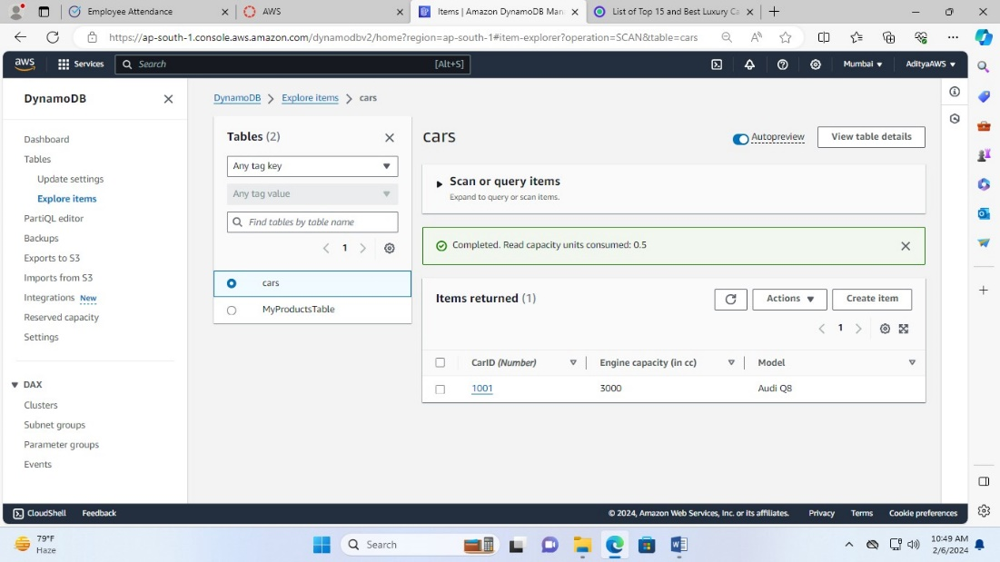 Employee Attendance
AWS
Items | Amazon DynamoDB Man
List of Top 15 and Best Luxury Ca
https://ap-south-1.console.aws.amazon.com/dynamodbv2/home?region=ap-south-1#item-explorer?operation=SCAN&table=cars
aws
Services
Search
[Alt+S]
Mumbai
AdityaAWS
DynamoDB
Dashboard
Tables
Update settings
Explore items
PartiQL editor
Backups
Exports to S3
Imports from S3
Integrations New
Reserved capacity
Settings
DAX
Clusters
Subnet groups
Parameter groups
Events
DynamoDB > Explore items > cars
Tables (2)
Any tag key
Any tag value
Find tables by table name
1
cars
MyProductsTable
cars
Autopreview
View table details
Scan or query items
Expand to query or scan items.
Completed. Read capacity units consumed: 0.5
Items returned (1)
Actions
Create item
1
CarID (Number)
Engine capacity (in cc)
Model
1001
3000
Audi Q8
CloudShell
Feedback
© 2024, Amazon Web Services, Inc. or its affiliates.
Privacy
Terms
Cookie preferences
79°F
Haze
Search
10:49 AM
2/6/2024